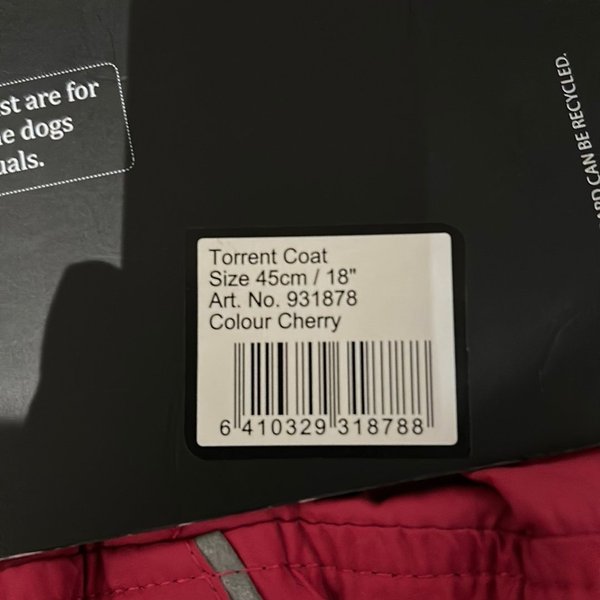 st are for
e dogs
uals.
CAN BE RECYCLED.
Torrent Coat
Size 45cm / 18"
Art. No. 931878
Colour Cherry
6 410329 318788